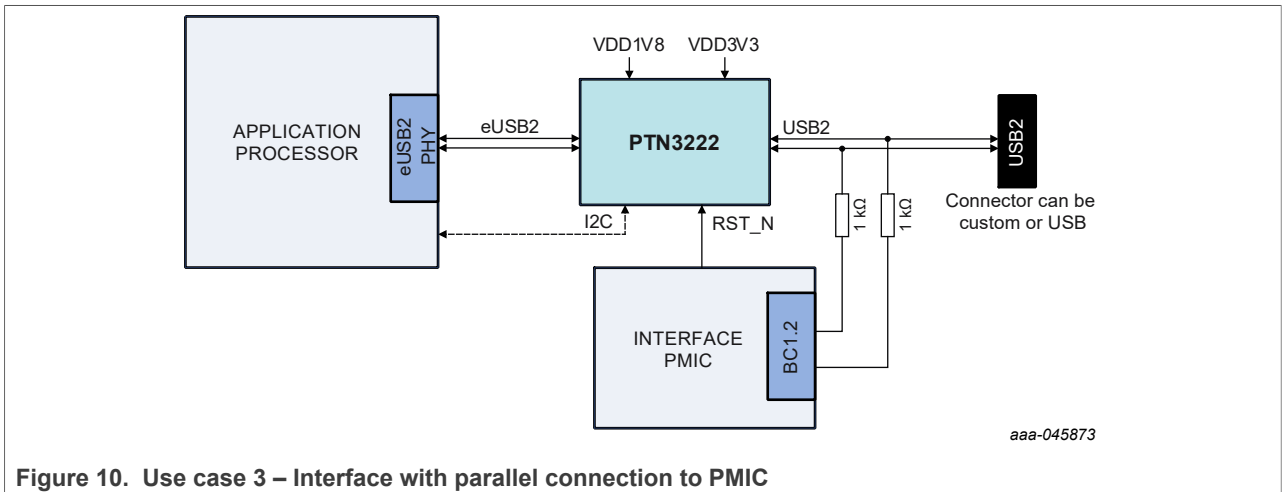 VDD1V8 VDD3V3
APPLICATION
PROCESSOR
eUSB2
PHY
eUSB2
PTN3222
USB2
USB2
Connector can be
custom or USB
1 kΩ
1 kΩ
I2C
RST_N
INTERFACE
PMIC
BC1.2
aaa-045873
Figure 10. Use case 3 – Interface with parallel connection to PMIC